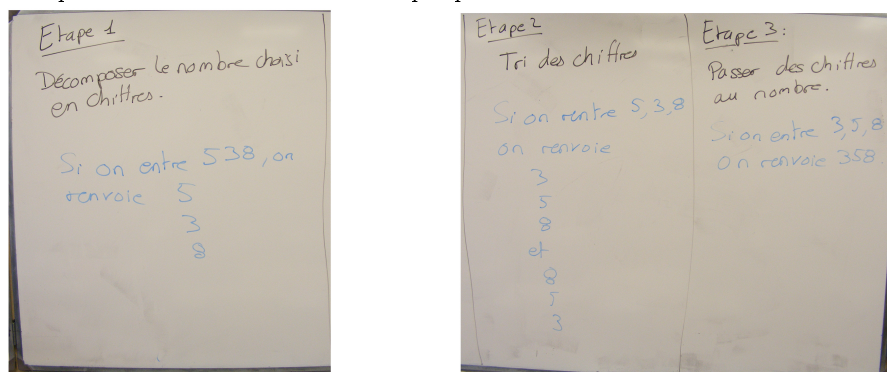 Etape 1
Décomposer le nombre choisi
en chiffres.
Si on entre 538, on
renvoie 5
3
8
Etape 2
Tri des chiffres
Si on rentre 5, 3, 8
on renvoie
3
5
8
et
8
5
3
Etape 3 :
Passer des chiffres
au nombre.
Si on entre 3, 5, 8
on renvoie 358